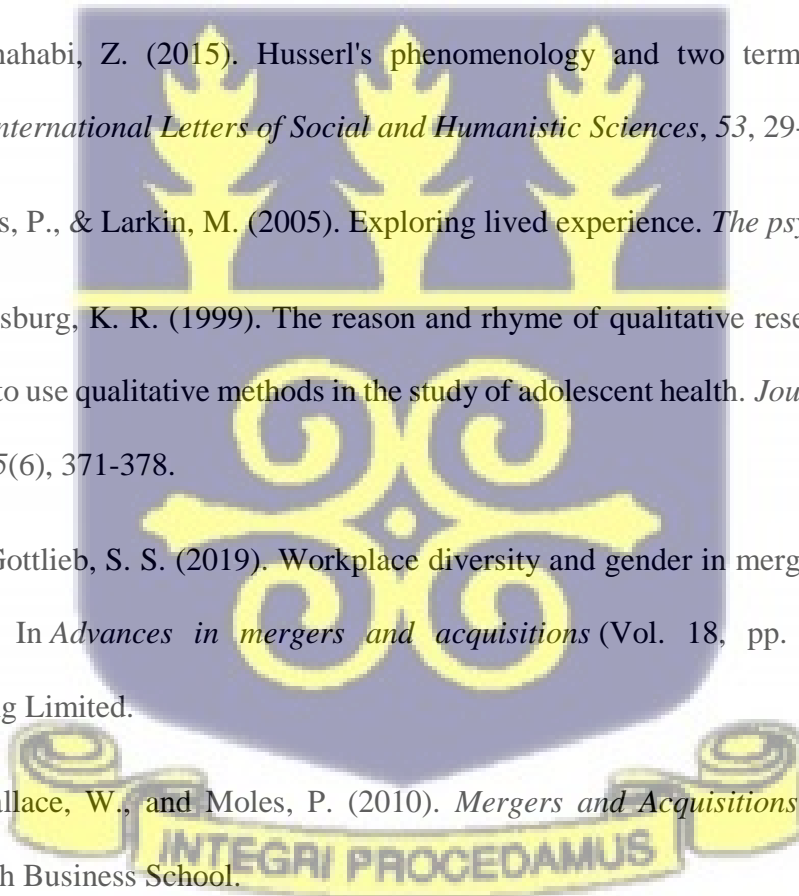 nahabi, Z. (2015). Husserl's phenomenology and two term
International Letters of Social and Humanistic Sciences, 53, 29-
s, P., & Larkin, M. (2005). Exploring lived experience. The psy
sburg, K. R. (1999). The reason and rhyme of qualitative rese
to use qualitative methods in the study of adolescent health. Jou
5(6), 371-378.
Gottlieb, S. S. (2019). Workplace diversity and gender in merg
In Advances in mergers and acquisitions (Vol. 18, pp.
g Limited.
allace, W., and Moles, P. (2010). Mergers and Acquisitions
h Business School.
INTEGRI PROCEDAMUS